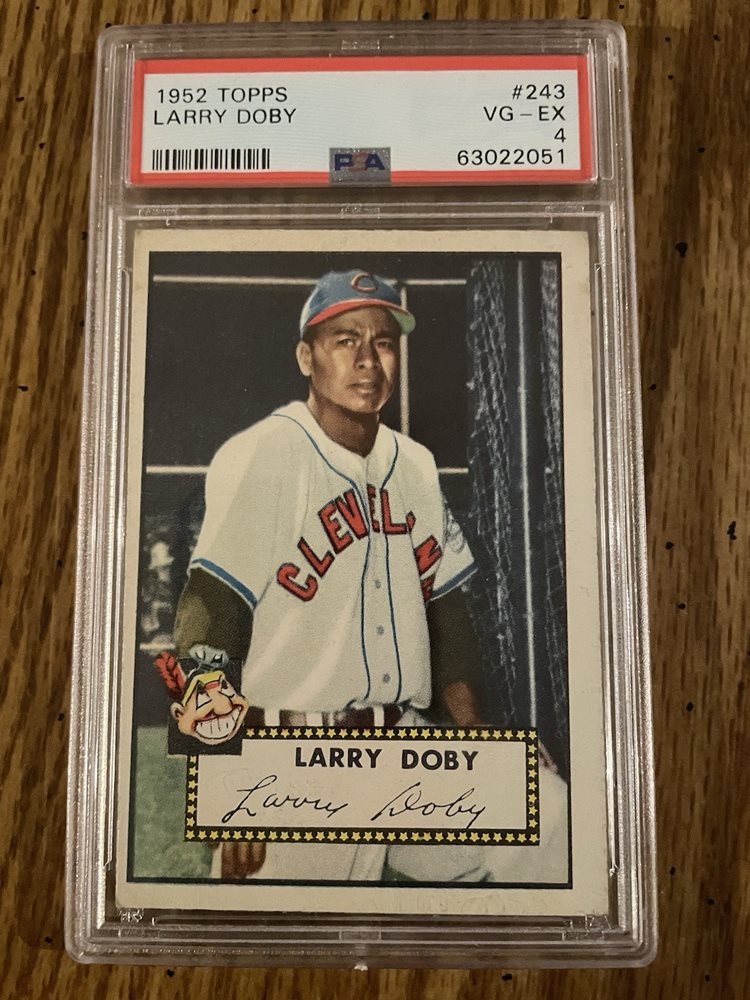 1952 TOPPS #243
LARRY DOBY VG - EX
4
PSA 63022051
C
CLEVELAND
LARRY DOBY
Larry Doby